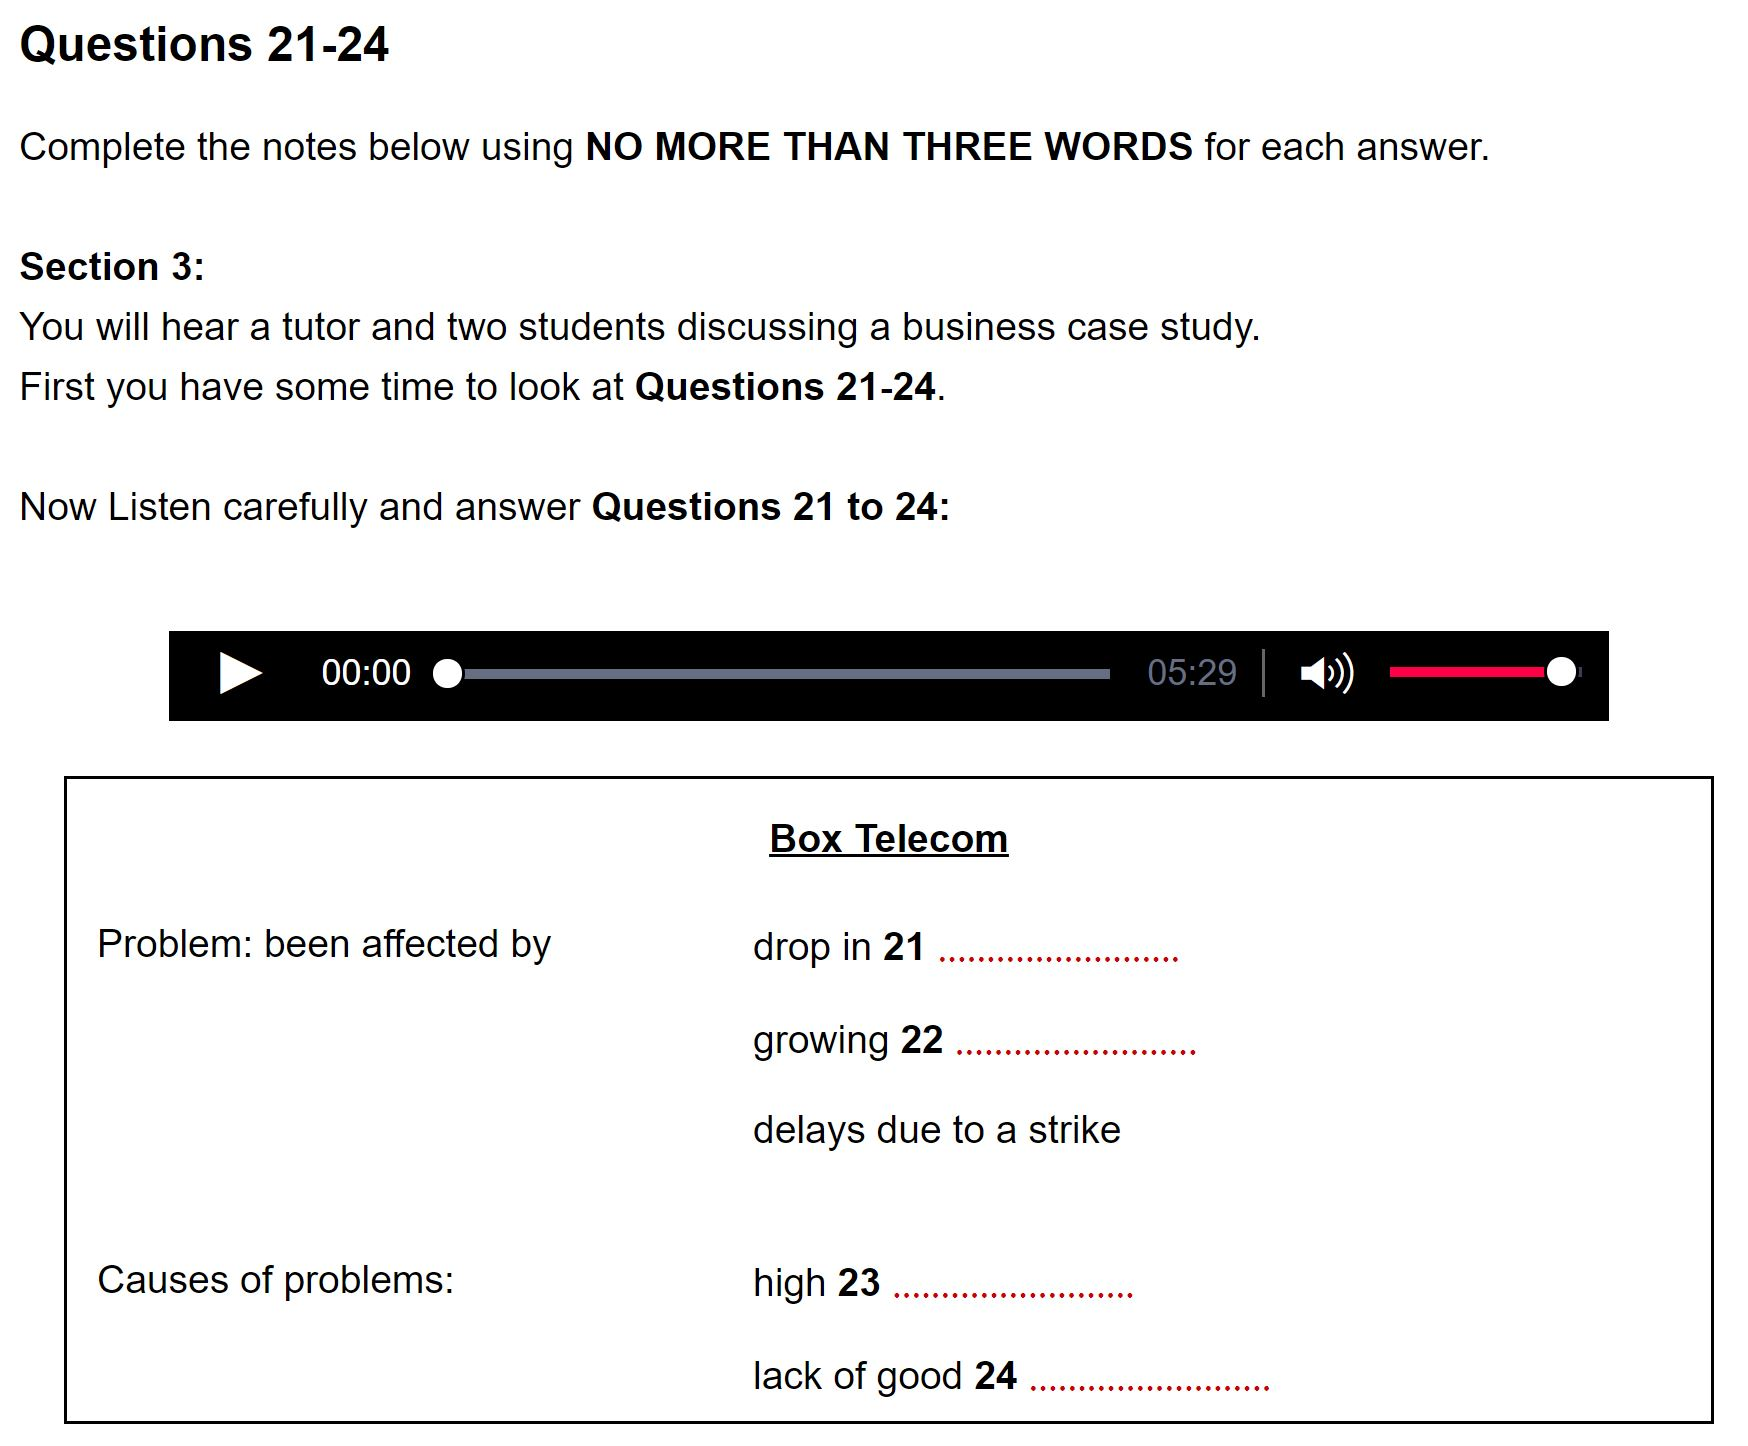 Questions 21-24
Complete the notes below using NO MORE THAN THREE WORDS for each answer.
Section 3:
You will hear a tutor and two students discussing a business case study.
First you have some time to look at Questions 21-24.
Now Listen carefully and answer Questions 21 to 24:
00:00 05:29
Box Telecom
Problem: been affected by drop in 21 ........................
growing 22 ........................
delays due to a strike
Causes of problems: high 23 ........................
lack of good 24 ........................